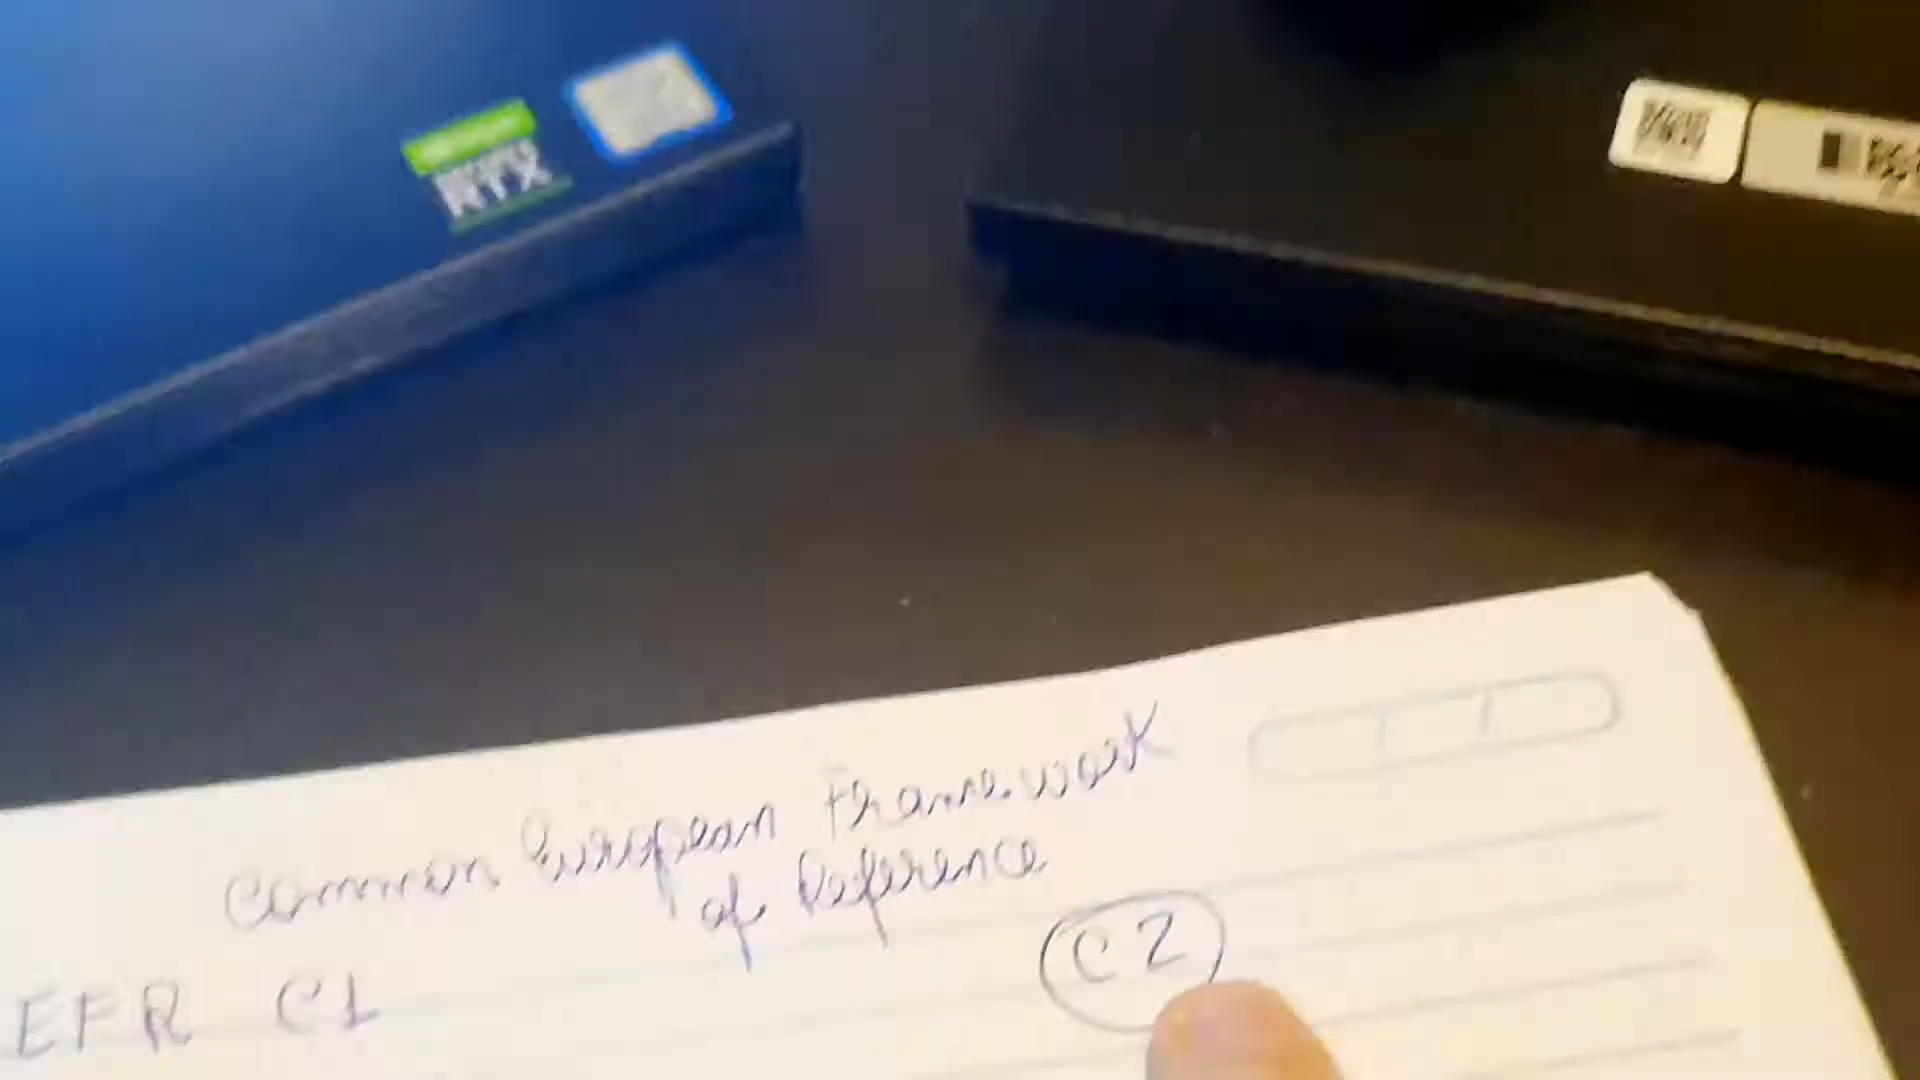 RTX
Common European Framework
of Reference
C2
EFR C1